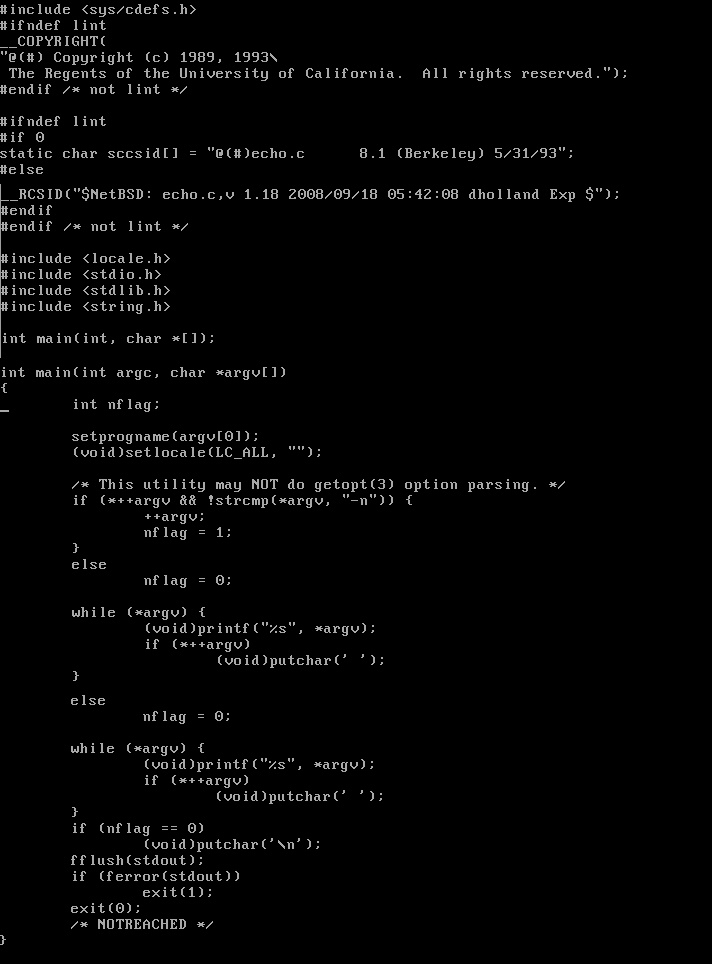 #include <sys/cdefs.h>
#ifndef lint
__COPYRIGHT(
"@(#) Copyright (c) 1989, 1993\
 The Regents of the University of California.  All rights reserved.");
#endif /* not lint */

#ifndef lint
#if 0
static char sccsid[] = "@(#)echo.c      8.1 (Berkeley) 5/31/93";
#else
__RCSID("$NetBSD: echo.c,v 1.18 2008/09/18 05:42:08 dholland Exp $");
#endif
#endif /* not lint */

#include <locale.h>
#include <stdio.h>
#include <stdlib.h>
#include <string.h>

int main(int, char *[]);

int main(int argc, char *argv[])
{
        int nflag;

        setprogname(argv[0]);
        (void)setlocale(LC_ALL, "");

        /* This utility may NOT do getopt(3) option parsing. */
        if (*++argv && !strcmp(*argv, "-n")) {
                ++argv;
                nflag = 1;
        }
        else
                nflag = 0;

        while (*argv) {
                (void)printf("%s", *argv);
                if (*++argv)
                        (void)putchar(' ');
        }
        else
                nflag = 0;

        while (*argv) {
                (void)printf("%s", *argv);
                if (*++argv)
                        (void)putchar(' ');
        }
        if (nflag == 0)
                (void)putchar('\n');
        fflush(stdout);
        if (ferror(stdout))
                exit(1);
        exit(0);
        /* NOTREACHED */
}